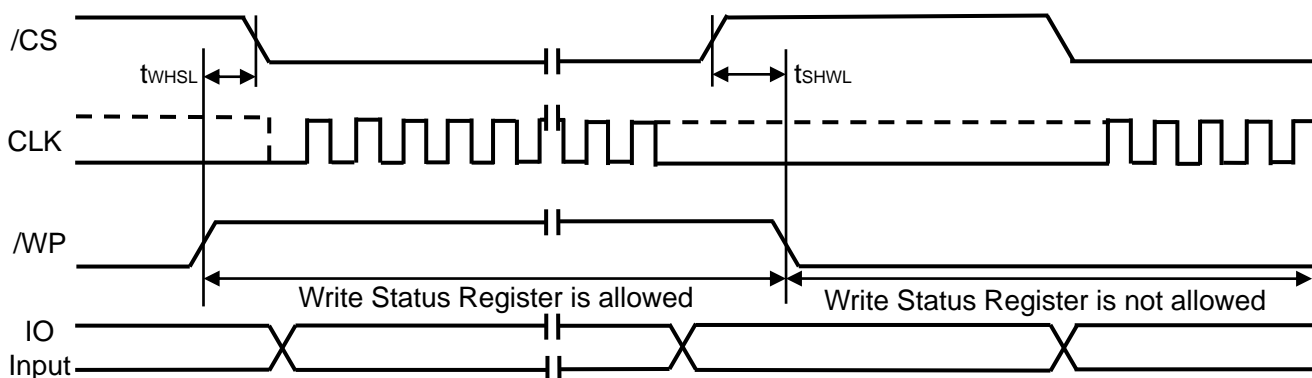 /CS
tWHSL
tSHWL
CLK
/WP
Write Status Register is allowed
Write Status Register is not allowed
IO
Input